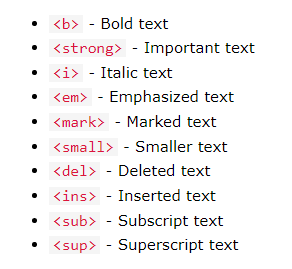 • <b> - Bold text
• <strong> - Important text
• <i> - Italic text
• <em> - Emphasized text
• <mark> - Marked text
• <small> - Smaller text
• <del> - Deleted text
• <ins> - Inserted text
• <sub> - Subscript text
• <sup> - Superscript text